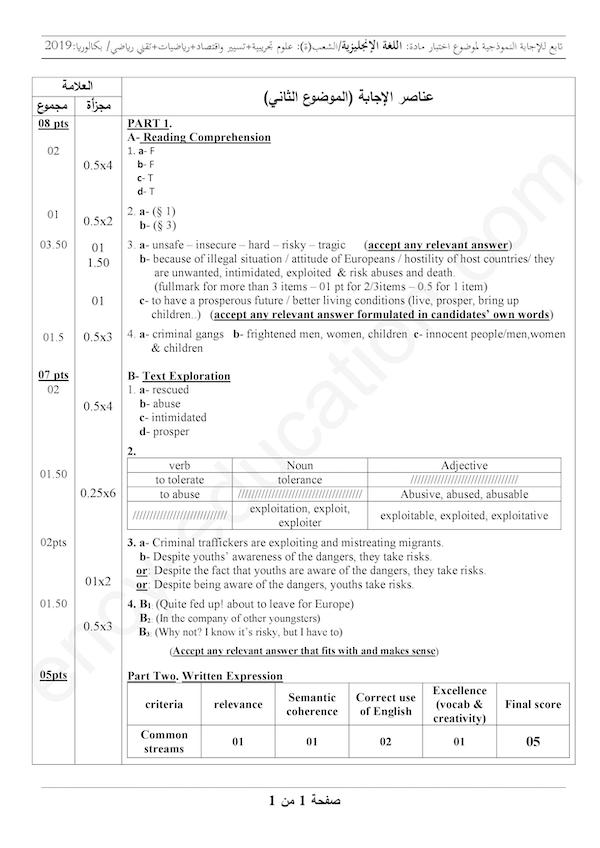 تابع للإجابة النموذجية لموضوع اختبار مادة: اللغة الإنجليزية/الشعب(ة): علوم تجريبية+تسيير واقتصاد+رياضيات+تقني رياضي/ بكالوريا:2019
العلامة
عناصر الإجابة (الموضوع الثاني)
مجموع مجزأة
08 pts PART 1.
A- Reading Comprehension
02 0.5x4 1. a- F
b- F
c- T
d- T
01 0.5x2 2. a- (§ 1)
b- (§ 3)
03.50 01 3. a- unsafe – insecure – hard – risky – tragic (accept any relevant answer)
1.50 b- because of illegal situation / attitude of Europeans / hostility of host countries/ they
are unwanted, intimidated, exploited & risk abuses and death.
(fullmark for more than 3 items – 01 pt for 2/3items – 0.5 for 1 item)
01 c- to have a prosperous future / better living conditions (live, prosper, bring up
children..) (accept any relevant answer formulated in candidates’ own words)
01.5 0.5x3 4. a- criminal gangs b- frightened men, women, children c- innocent people/men,women
& children
07 pts B- Text Exploration
02 0.5x4 1. a- rescued
b- abuse
c- intimidated
d- prosper
01.50 0.25x6 2.
verb Noun Adjective
to tolerate tolerance ////////////////////////////////
to abuse //////////////////////////////////// Abusive, abused, abusable
//////////////////////////// exploitation, exploit, exploitable, exploited, exploitative
exploiter
02pts 01x2 3. a- Criminal traffickers are exploiting and mistreating migrants.
b- Despite youths’ awareness of the dangers, they take risks.
or: Despite the fact that youths are aware of the dangers, they take risks.
or: Despite being aware of the dangers, youths take risks.
01.50 0.5x3 4. B1 (Quite fed up! about to leave for Europe)
B2 (In the company of other youngsters)
B3 (Why not? I know it’s risky, but I have to)
(Accept any relevant answer that fits with and makes sense)
05pts Part Two. Written Expression
criteria relevance Semantic coherence Correct use of English Excellence (vocab & creativity) Final score
Common streams 01 01 02 01 05
صفحة 1 من 1
ency-education.com